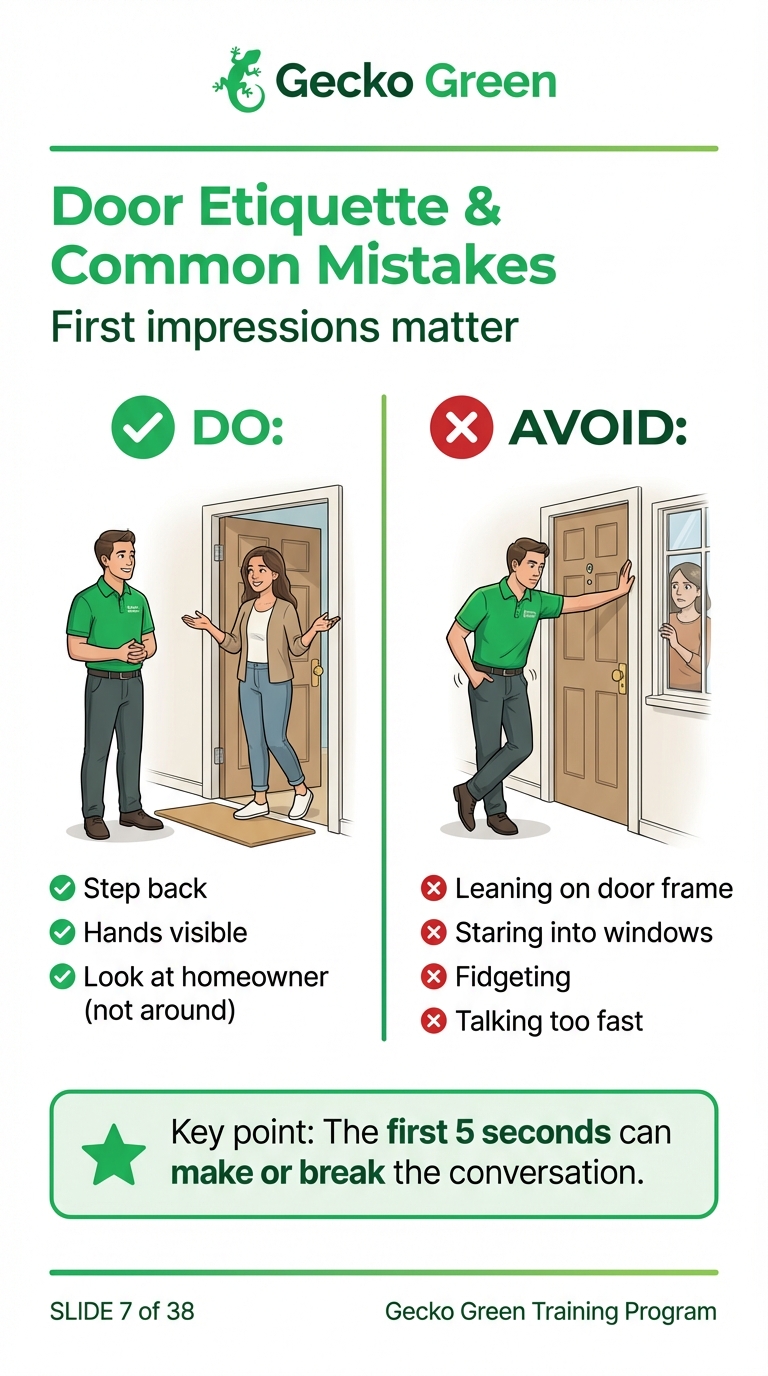 Gecko Green
Door Etiquette &
Common Mistakes
First impressions matter
DO:
Step back
Hands visible
Look at homeowner
(not around)
AVOID:
Leaning on door frame
Staring into windows
Fidgeting
Talking too fast
Key point: The first 5 seconds can
make or break the conversation.
SLIDE 7 of 38
Gecko Green Training Program